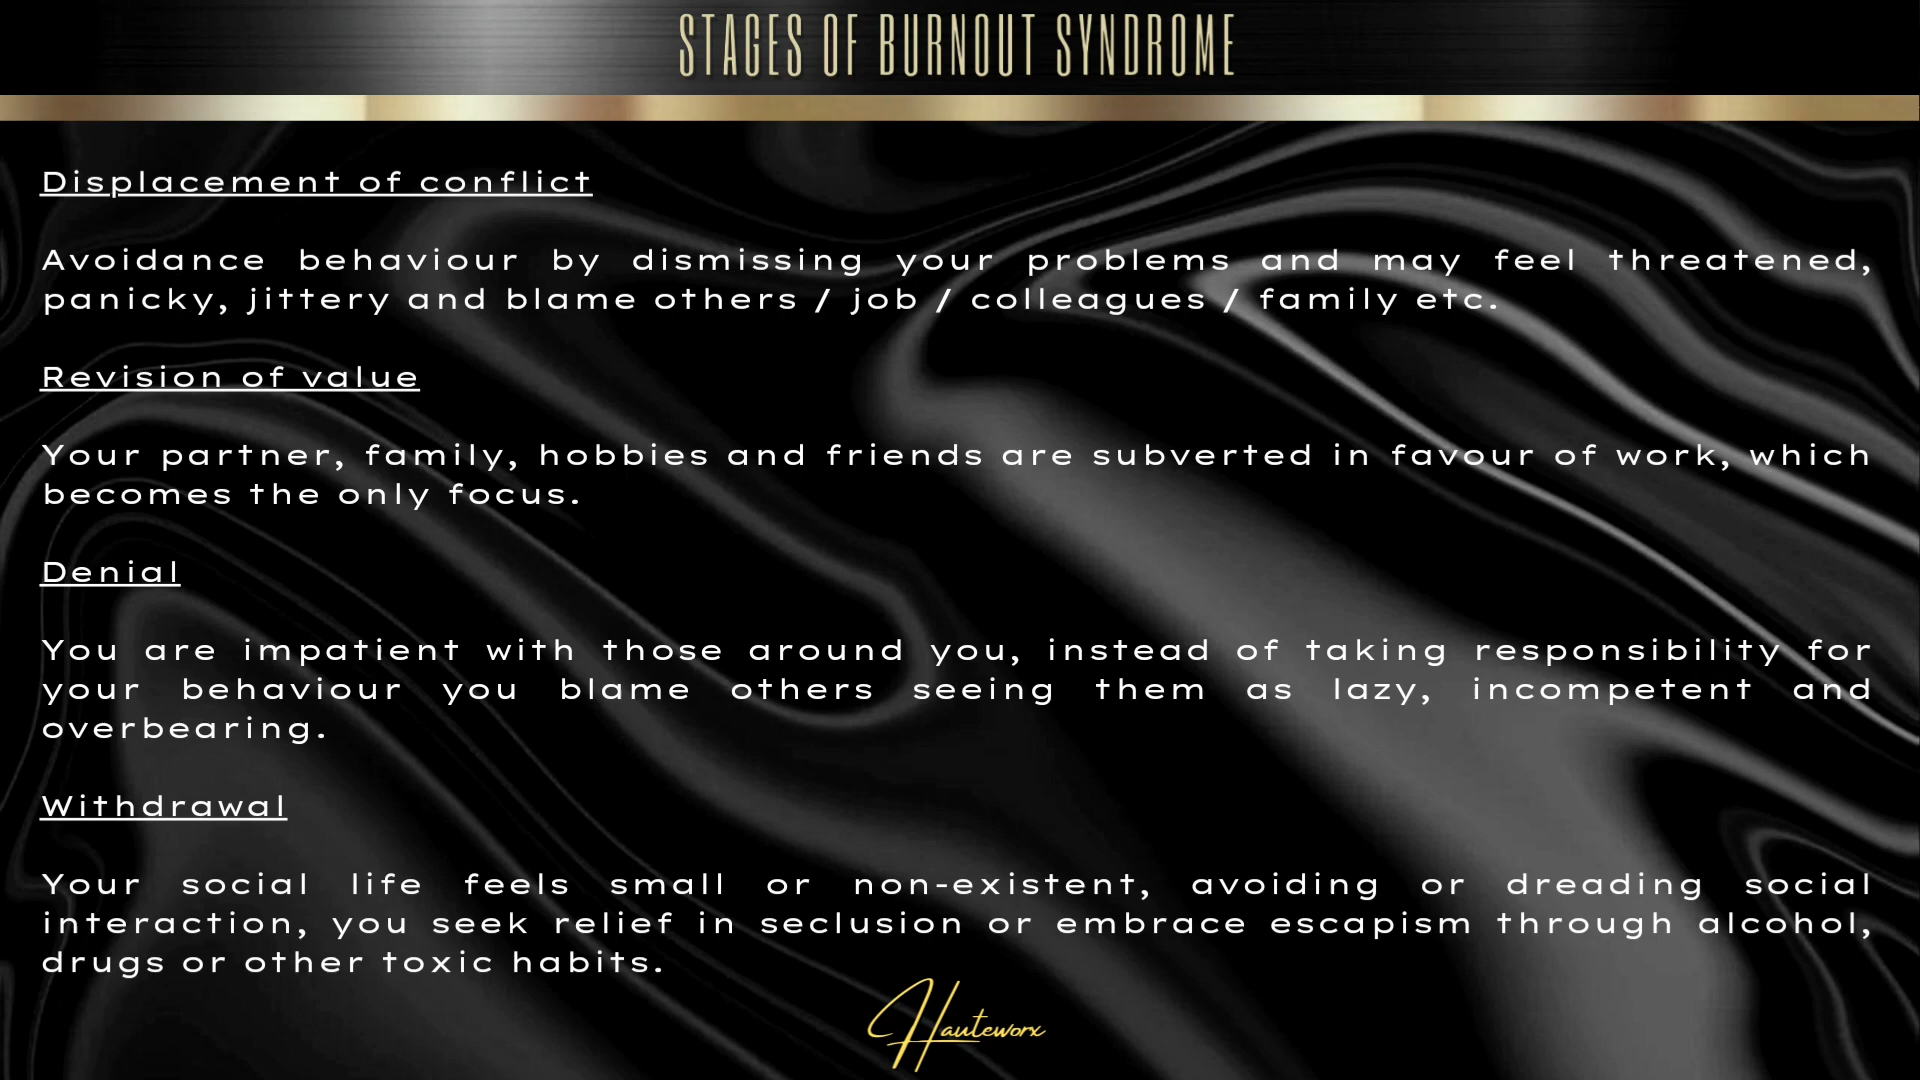 STAGES OF BURNOUT SYNDROME
Displacement of conflict
Avoidance behaviour by dismissing your problems and may feel threatened,
panicky, jittery and blame others / job / colleagues / family etc.
Revision of value
Your partner, family, hobbies and friends are subverted in favour of work, which
becomes the only focus.
Denial
You are impatient with those around you, instead of taking responsibility for
your behaviour you blame others seeing them as lazy, incompetent and
overbearing.
Withdrawal
Your social life feels small or non-existent, avoiding or dreading social
interaction, you seek relief in seclusion or embrace escapism through alcohol,
drugs or other toxic habits.
Hauteworx